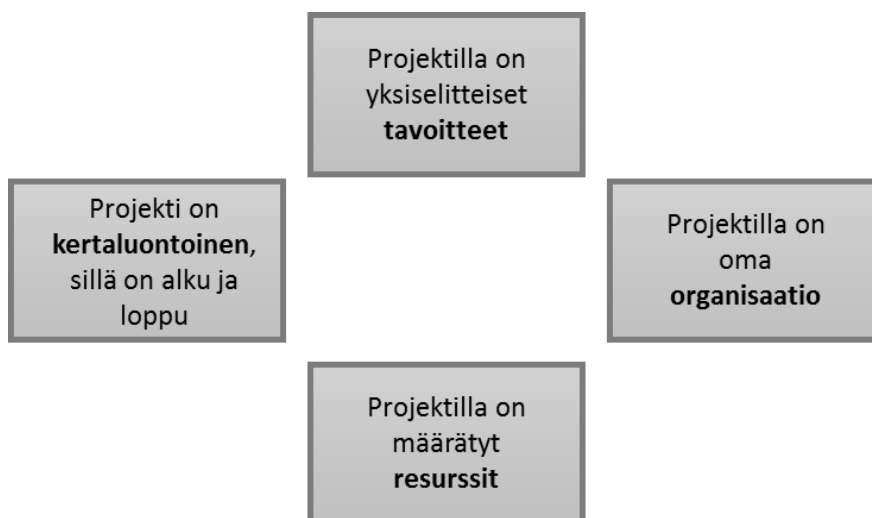 Projektilla on
yksiselitteiset
tavoitteet
Projekti on
kertaluontoinen,
sillä on alku ja
loppu
Projektilla on
oma
organisaatio
Projektilla on
määrätyt
resurssit